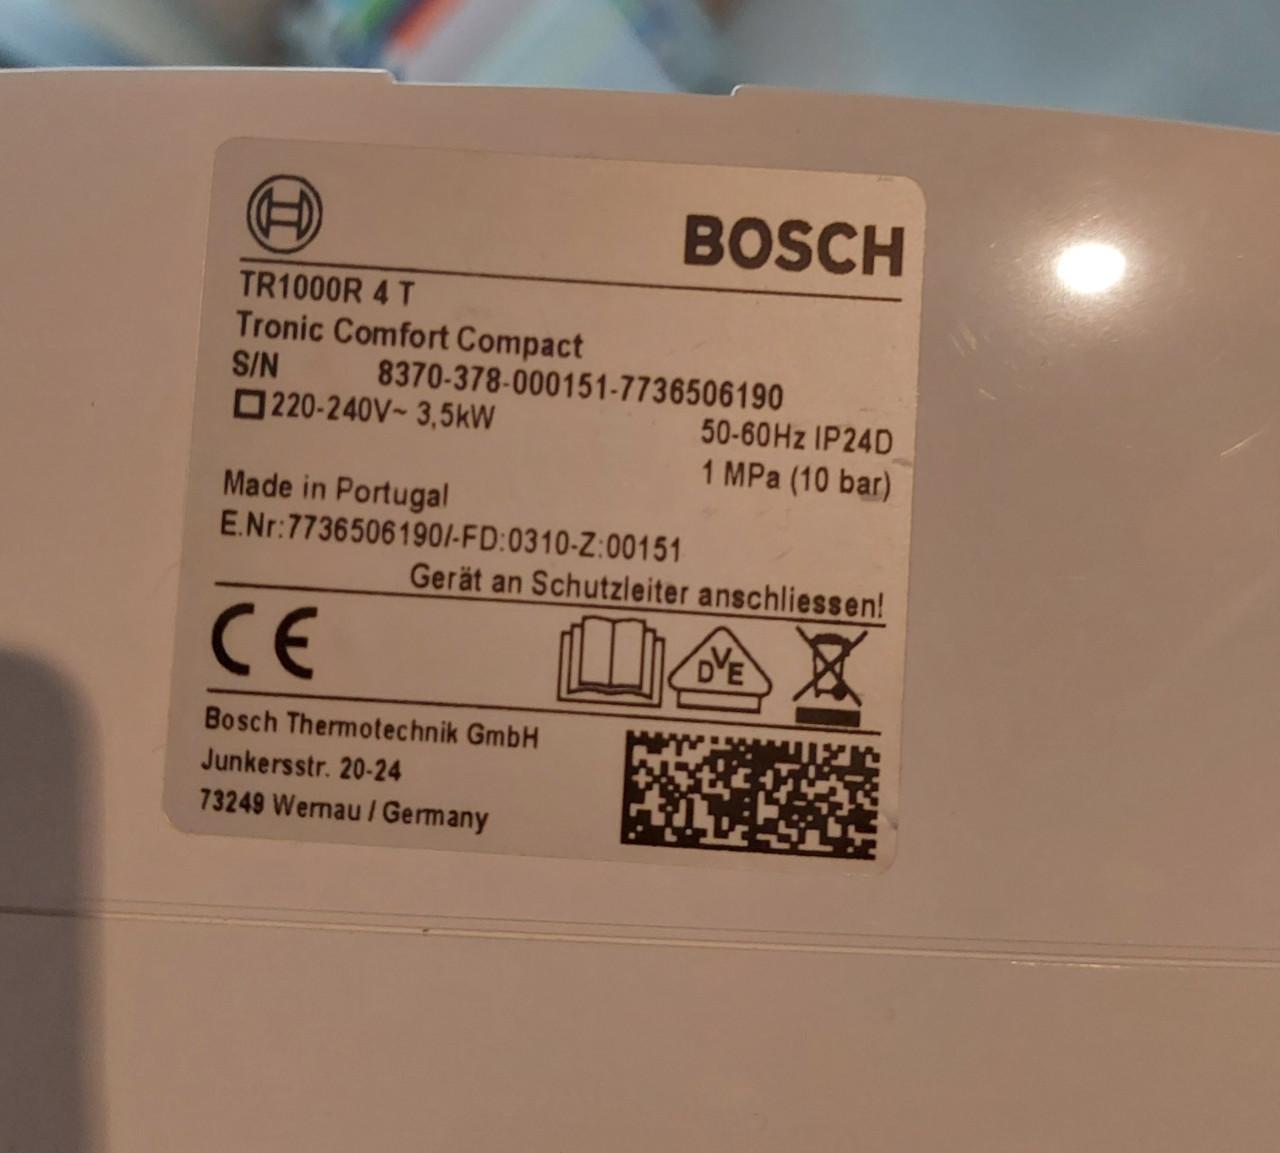 BOSCH
TR1000R 4 T
Tronic Comfort Compact
S/N 8370-378-000151-7736506190
220-240V~ 3,5kW 50-60Hz IP24D
1 MPa (10 bar)
Made in Portugal
E.Nr:7736506190/-FD:0310-Z:00151
Gerät an Schutzleiter anschliessen!
CE DVE
Bosch Thermotechnik GmbH
Junkersstr. 20-24
73249 Wernau / Germany